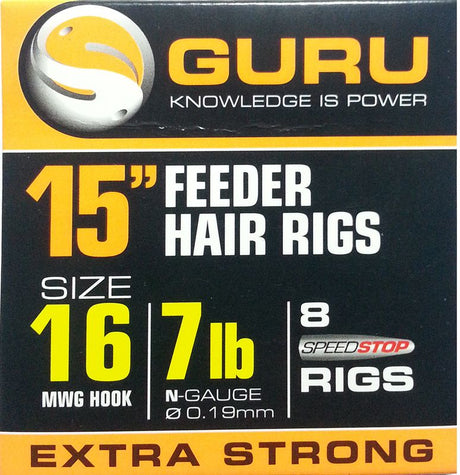 GURU
KNOWLEDGE IS POWER
15” FEEDER
HAIR RIGS
SIZE
16
MWG HOOK
7lb
N-GAUGE
Ø 0.19mm
8
SPEEDSTOP
RIGS
EXTRA STRONG